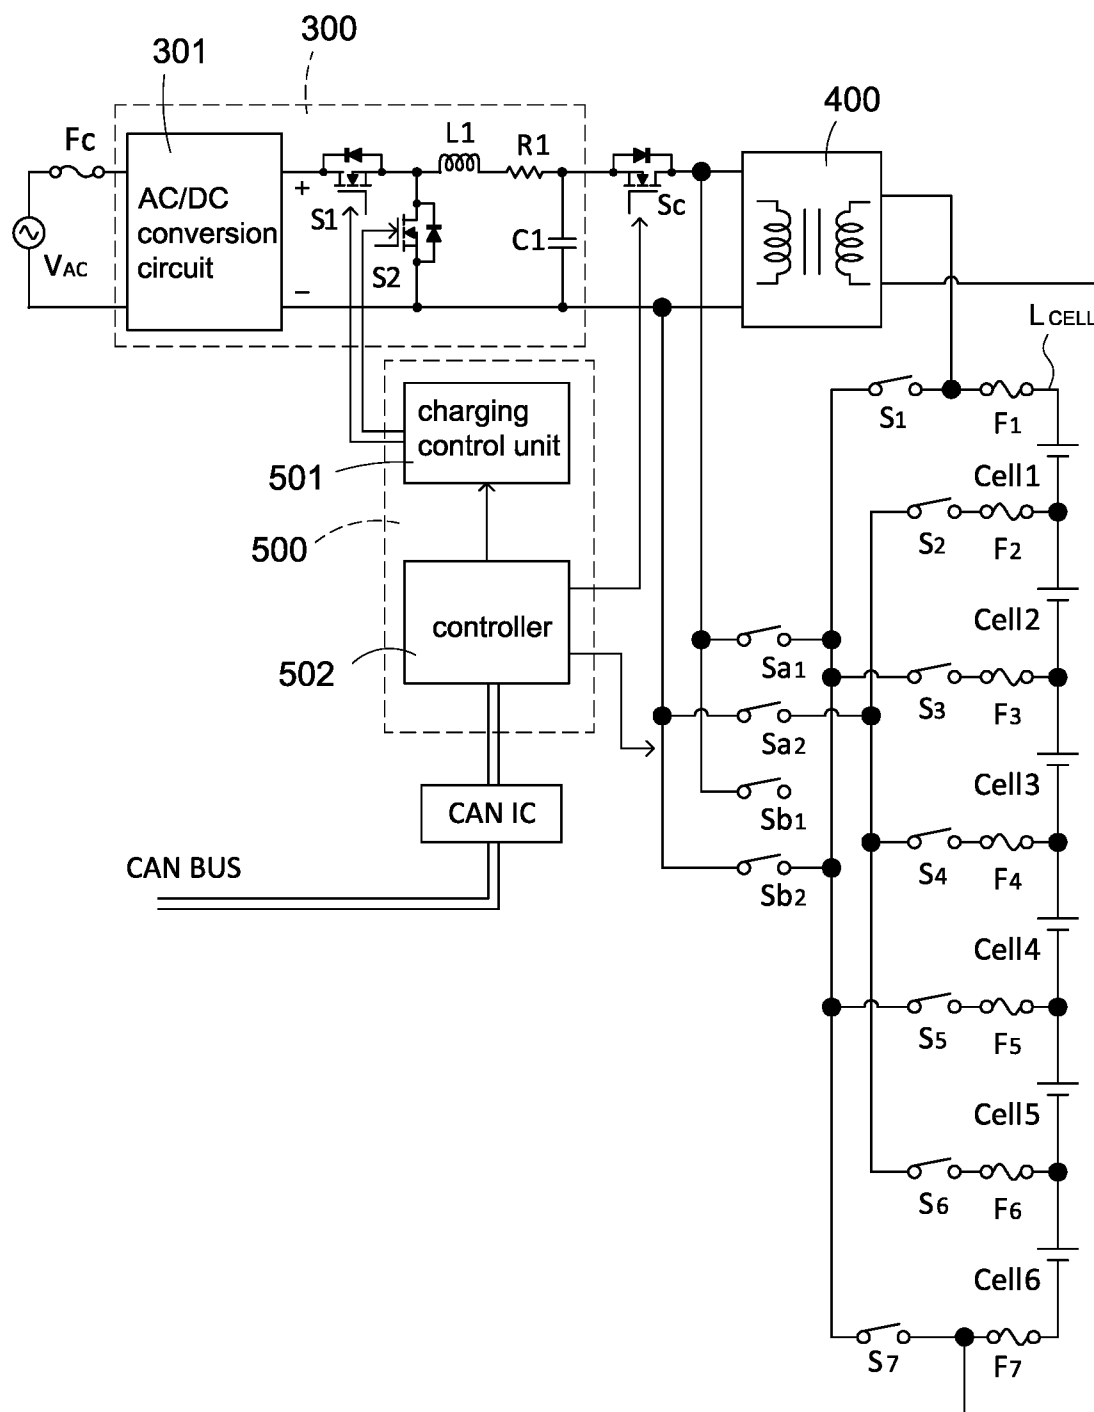 300
301
400
Fc
L1
R1
AC/DC
conversion
circuit
+
S1
Sc
C1
S2
VAC
−
LCELL
charging
control unit
S1
F1
501
Cell1
500
S2
F2
controller
Cell2
502
Sa1
S3
F3
Sa2
Cell3
CAN IC
Sb1
CAN BUS
S4
F4
Sb2
Cell4
S5
F5
Cell5
S6
F6
Cell6
S7
F7